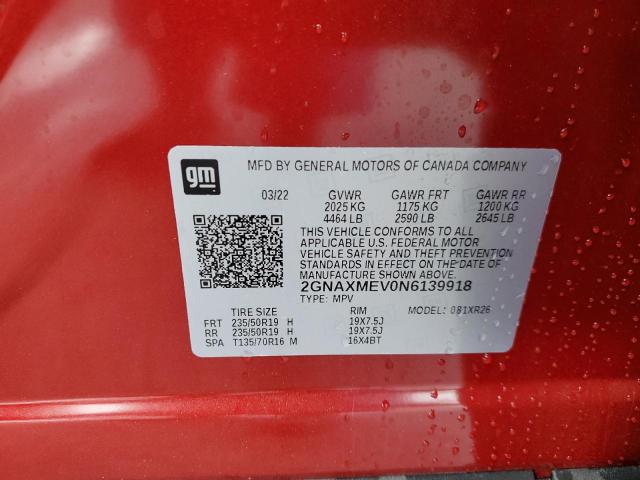 gm MFD BY GENERAL MOTORS OF CANADA COMPANY
03/22 GVWR GAWR FRT GAWR RR
2025 KG 1175 KG 1200 KG
4464 LB 2590 LB 2645 LB
THIS VEHICLE CONFORMS TO ALL
APPLICABLE U.S. FEDERAL MOTOR
VEHICLE SAFETY AND THEFT PREVENTION
STANDARDS IN EFFECT ON THE DATE OF
MANUFACTURE SHOWN ABOVE.
2GNAXMEV0N6139918
TYPE: MPV MODEL: 081XR26
TIRE SIZE RIM
FRT 235/50R19 H 19X7.5J
RR 235/50R19 H 19X7.5J
SPA T135/70R16 M 16X4BT